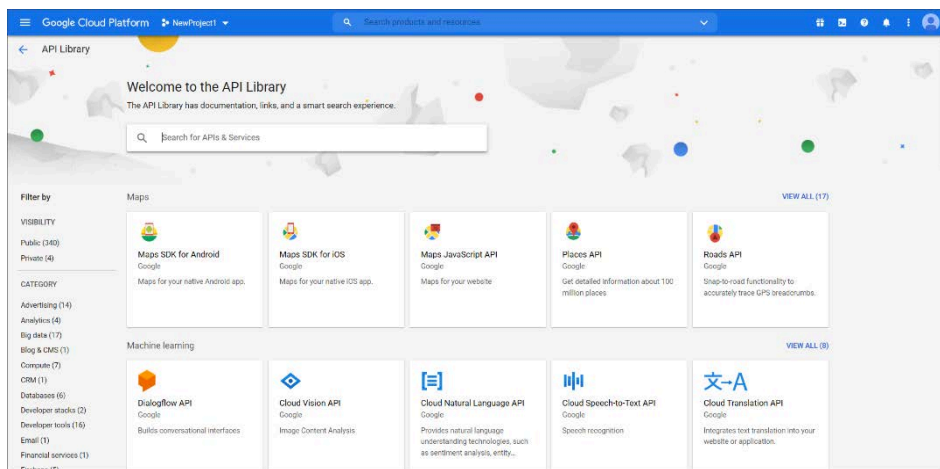 Google Cloud Platform NewProject1 Search products and resources
API Library
Welcome to the API Library
The API Library has documentation, links, and a smart search experience.
Search for APIs & Services
Filter by
VISIBILITY
Public (340)
Private (4)
CATEGORY
Advertising (14)
Analytics (4)
Big data (17)
Blog & CMS (1)
Compute (7)
CRM (1)
Databases (6)
Developer stacks (2)
Developer tools (16)
Email (1)
Financial services (1)
Maps VIEW ALL (17)
Maps SDK for Android
Google
Maps for your native Android app.
Maps SDK for iOS
Google
Maps for your native iOS app.
Maps JavaScript API
Google
Maps for your website
Places API
Google
Get detailed information about 100
million places
Roads API
Google
Snap-to-road functionality to
accurately trace GPS breadcrumbs.
Machine learning VIEW ALL (9)
Dialogflow API
Google
Builds conversational interfaces
Cloud Vision API
Google
Image Content Analysis
Cloud Natural Language API
Google
Provides natural language
understanding technologies, such
as sentiment analysis, entity...
Cloud Speech-to-Text API
Google
Speech recognition
文→A
Cloud Translation API
Google
Integrates text translation into your
website or application.